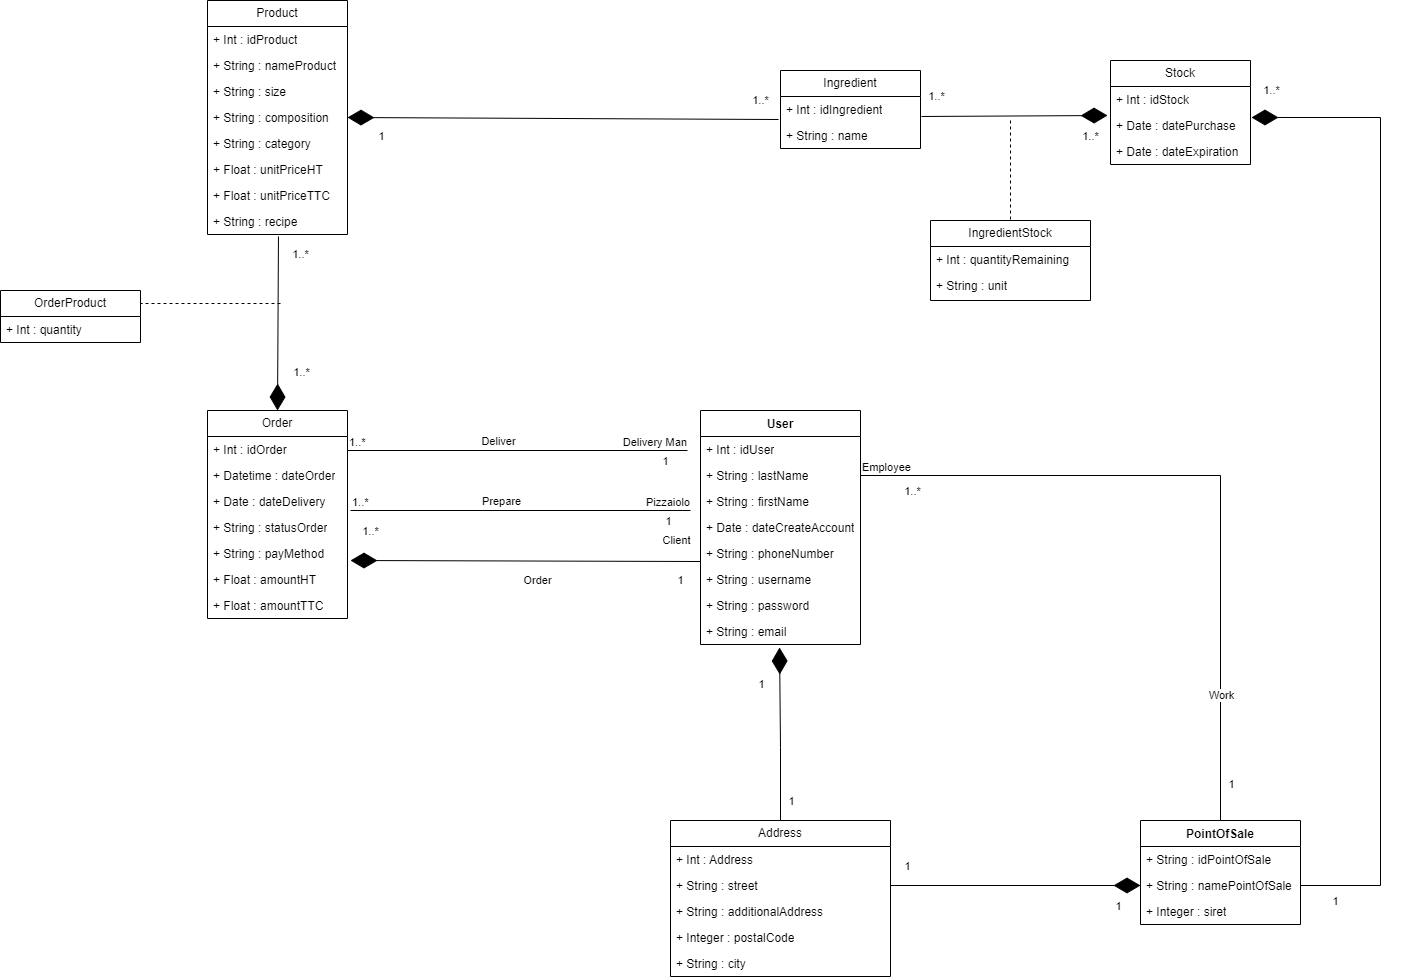 Product
+ Int : idProduct
+ String : nameProduct
+ String : size
+ String : composition
+ String : category
+ Float : unitPriceHT
+ Float : unitPriceTTC
+ String : recipe
1
1..*
Ingredient
+ Int : idIngredient
+ String : name
1..*
1..*
Stock
+ Int : idStock
+ Date : datePurchase
+ Date : dateExpiration
1..*
IngredientStock
+ Int : quantityRemaining
+ String : unit
1..*
OrderProduct
+ Int : quantity
1..*
Order
+ Int : idOrder
+ Datetime : dateOrder
+ Date : dateDelivery
+ String : statusOrder
+ String : payMethod
+ Float : amountHT
+ Float : amountTTC
1..*
Deliver
Delivery Man
1
1..*
Prepare
Pizzaiolo
1
1..*
Client
Order
1
User
+ Int : idUser
+ String : lastName
+ String : firstName
+ Date : dateCreateAccount
+ String : phoneNumber
+ String : username
+ String : password
+ String : email
Employee
1..*
Work
1
1
1
Address
+ Int : Address
+ String : street
+ String : additionalAddress
+ Integer : postalCode
+ String : city
1
1
PointOfSale
+ String : idPointOfSale
+ String : namePointOfSale
+ Integer : siret
1